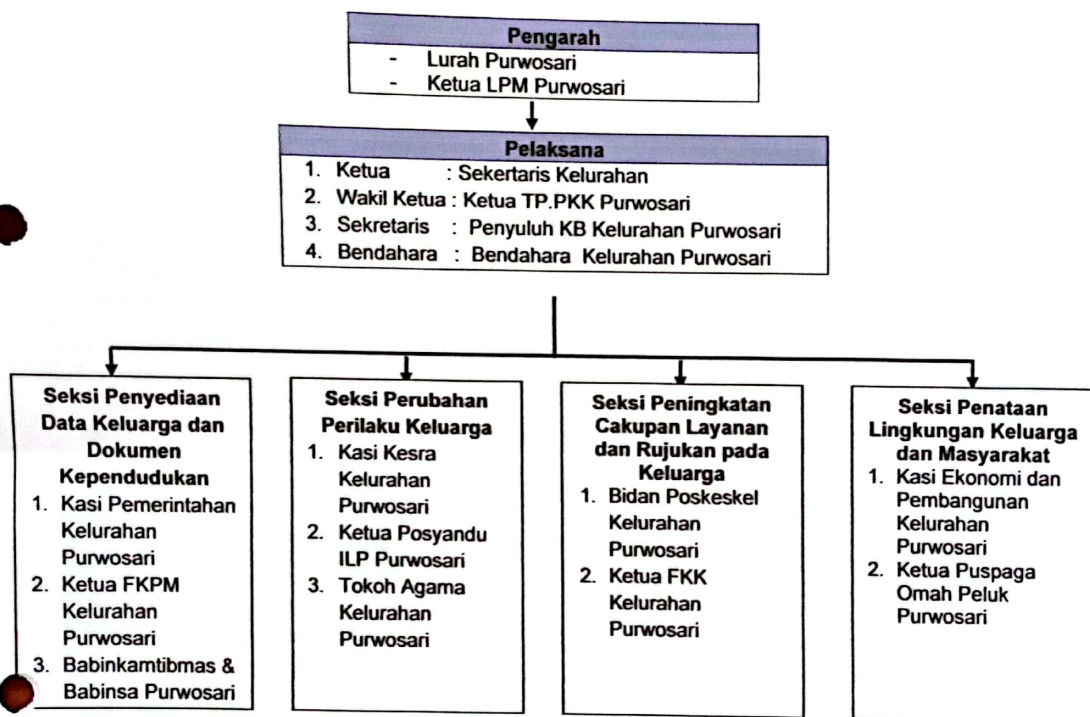 Pengarah
- Lurah Purwosari
- Ketua LPM Purwosari
Pelaksana
1. Ketua : Sekertaris Kelurahan
2. Wakil Ketua : Ketua TP.PKK Purwosari
3. Sekretaris : Penyuluh KB Kelurahan Purwosari
4. Bendahara : Bendahara Kelurahan Purwosari
Seksi Penyediaan
Data Keluarga dan
Dokumen
Kependudukan
1. Kasi Pemerintahan
Kelurahan
Purwosari
2. Ketua FKPM
Kelurahan
Purwosari
3. Babinkamtibmas &
Babinsa Purwosari
Seksi Perubahan
Perilaku Keluarga
1. Kasi Kesra
Kelurahan
Purwosari
2. Ketua Posyandu
ILP Purwosari
3. Tokoh Agama
Kelurahan
Purwosari
Seksi Peningkatan
Cakupan Layanan
dan Rujukan pada
Keluarga
1. Bidan Poskeskel
Kelurahan
Purwosari
2. Ketua FKK
Kelurahan
Purwosari
Seksi Penataan
Lingkungan Keluarga
dan Masyarakat
1. Kasi Ekonomi dan
Pembangunan
Kelurahan
Purwosari
2. Ketua Puspaga
Omah Peluk
Purwosari